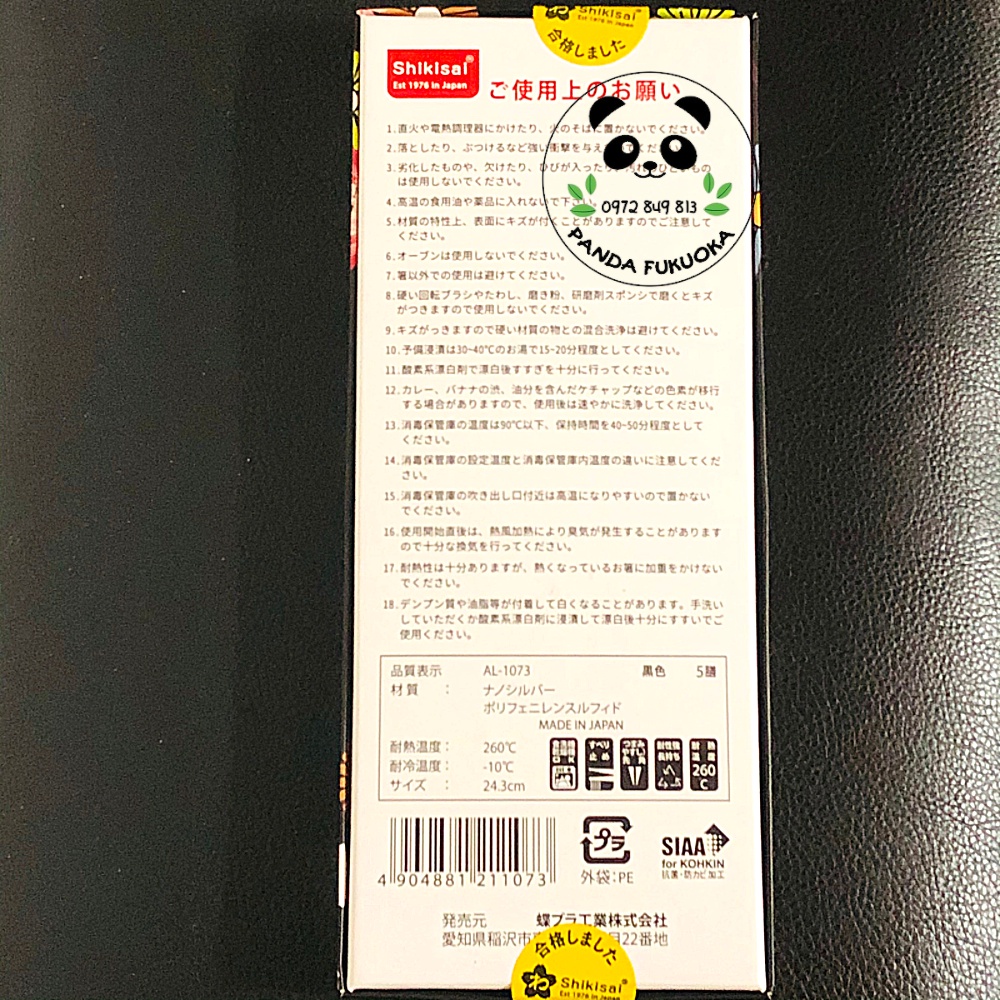 Shikisai
Est 1976 in Japan
合格しました
Shikisai®
Est 1976 in Japan
ご使用上のお願い
1.直火や電熱調理器にかけたり、火のそばに置かないでください。
2.落としたり、ぶつけるなど強い衝撃を与え
3.劣化したものや、欠けたり、ひびが入ったり、汚れのひどいもの
は使用しないでください。
4.高温の食用油や薬品に入れないで下さい。
0972 849 813
PANDA FUKUOKA
5.材質の特性上、表面にキズが付くことがありますのでご注意して
ください。
6.オーブンは使用しないでください。
7.箸以外での使用は避けてください。
8.硬い回転ブラシやたわし、磨き粉、研磨剤スポンジで磨くとキズ
がつきますので使用しないでください。
9.キズがっきますので硬い材質の物との混合洗浄は避けてください。
10.予備浸漬は30~40℃のお湯で15~20分程度としてください。
11.酸素系漂白剤で漂白後すすぎを十分に行ってください。
12.カレー、バナナの渋、油分を含んだケチャップなどの色素が移行
する場合がありますので、使用後は速やかに洗浄してください。
13.消毒保管庫の温度は90℃以下、保持時間を40~50分程度として
ください。
14.消毒保管庫の設定温度と消毒保管庫内温度の違いに注意してくだ
さい。
15.消毒保管庫の吹き出し口付近は高温になりやすいので置かない
でください。
16.使用開始直後は、熱風加熱により臭気が発生することがあります
ので十分な換気を行ってください。
17.耐熱性は十分ありますが、熱くなっているお箸に加重をかけない
でください。
18.デンプン質や油脂等が付着して白くなることがあります。手洗い
していただくか酸素系漂白剤に浸漬して漂白後十分にすすいでご
使用ください。
品質表示 AL-1073 黒色 5膳
材質 : ナノシルバー
ポリフェニレンスルフィド
MADE IN JAPAN
耐熱温度: 260℃
耐冷温度: -10℃
サイズ : 24.3cm
すべり止め
耐熱温度260℃
4 904881 211073
プラ
外袋:PE
SIAA
for KOHKIN
抗菌・防カビ加工
発売元 蝶プラ工業株式会社
愛知県稲沢市 目22番地
合格しました
わ Shikisai
Est 1976 in Japan